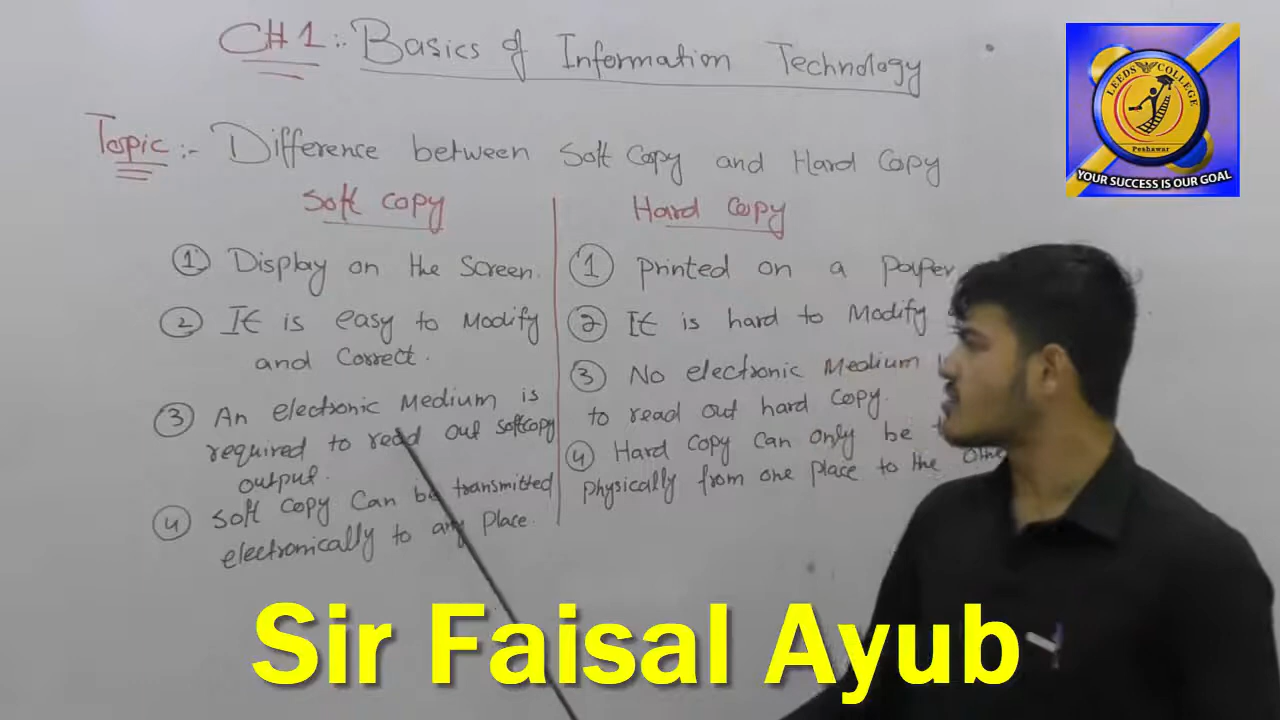 CH 1 :. Basics of Information Technology
Topic :- Difference between Soft Copy and Hard Copy
Soft copy
① Display on the Screen.
② It is easy to Modify
and Correct.
③ An electronic Medium is
required to read out softcopy
output.
④ Soft copy Can be transmitted
electronically to any place.
Hard Copy
① printed on a paper
② It is hard to Modify
③ No electronic Medium
to read out hard copy.
④ Hard copy can only be
physically from one place to the other
LEEDS COLLEGE
Peshawar
YOUR SUCCESS IS OUR GOAL
Sir Faisal Ayub